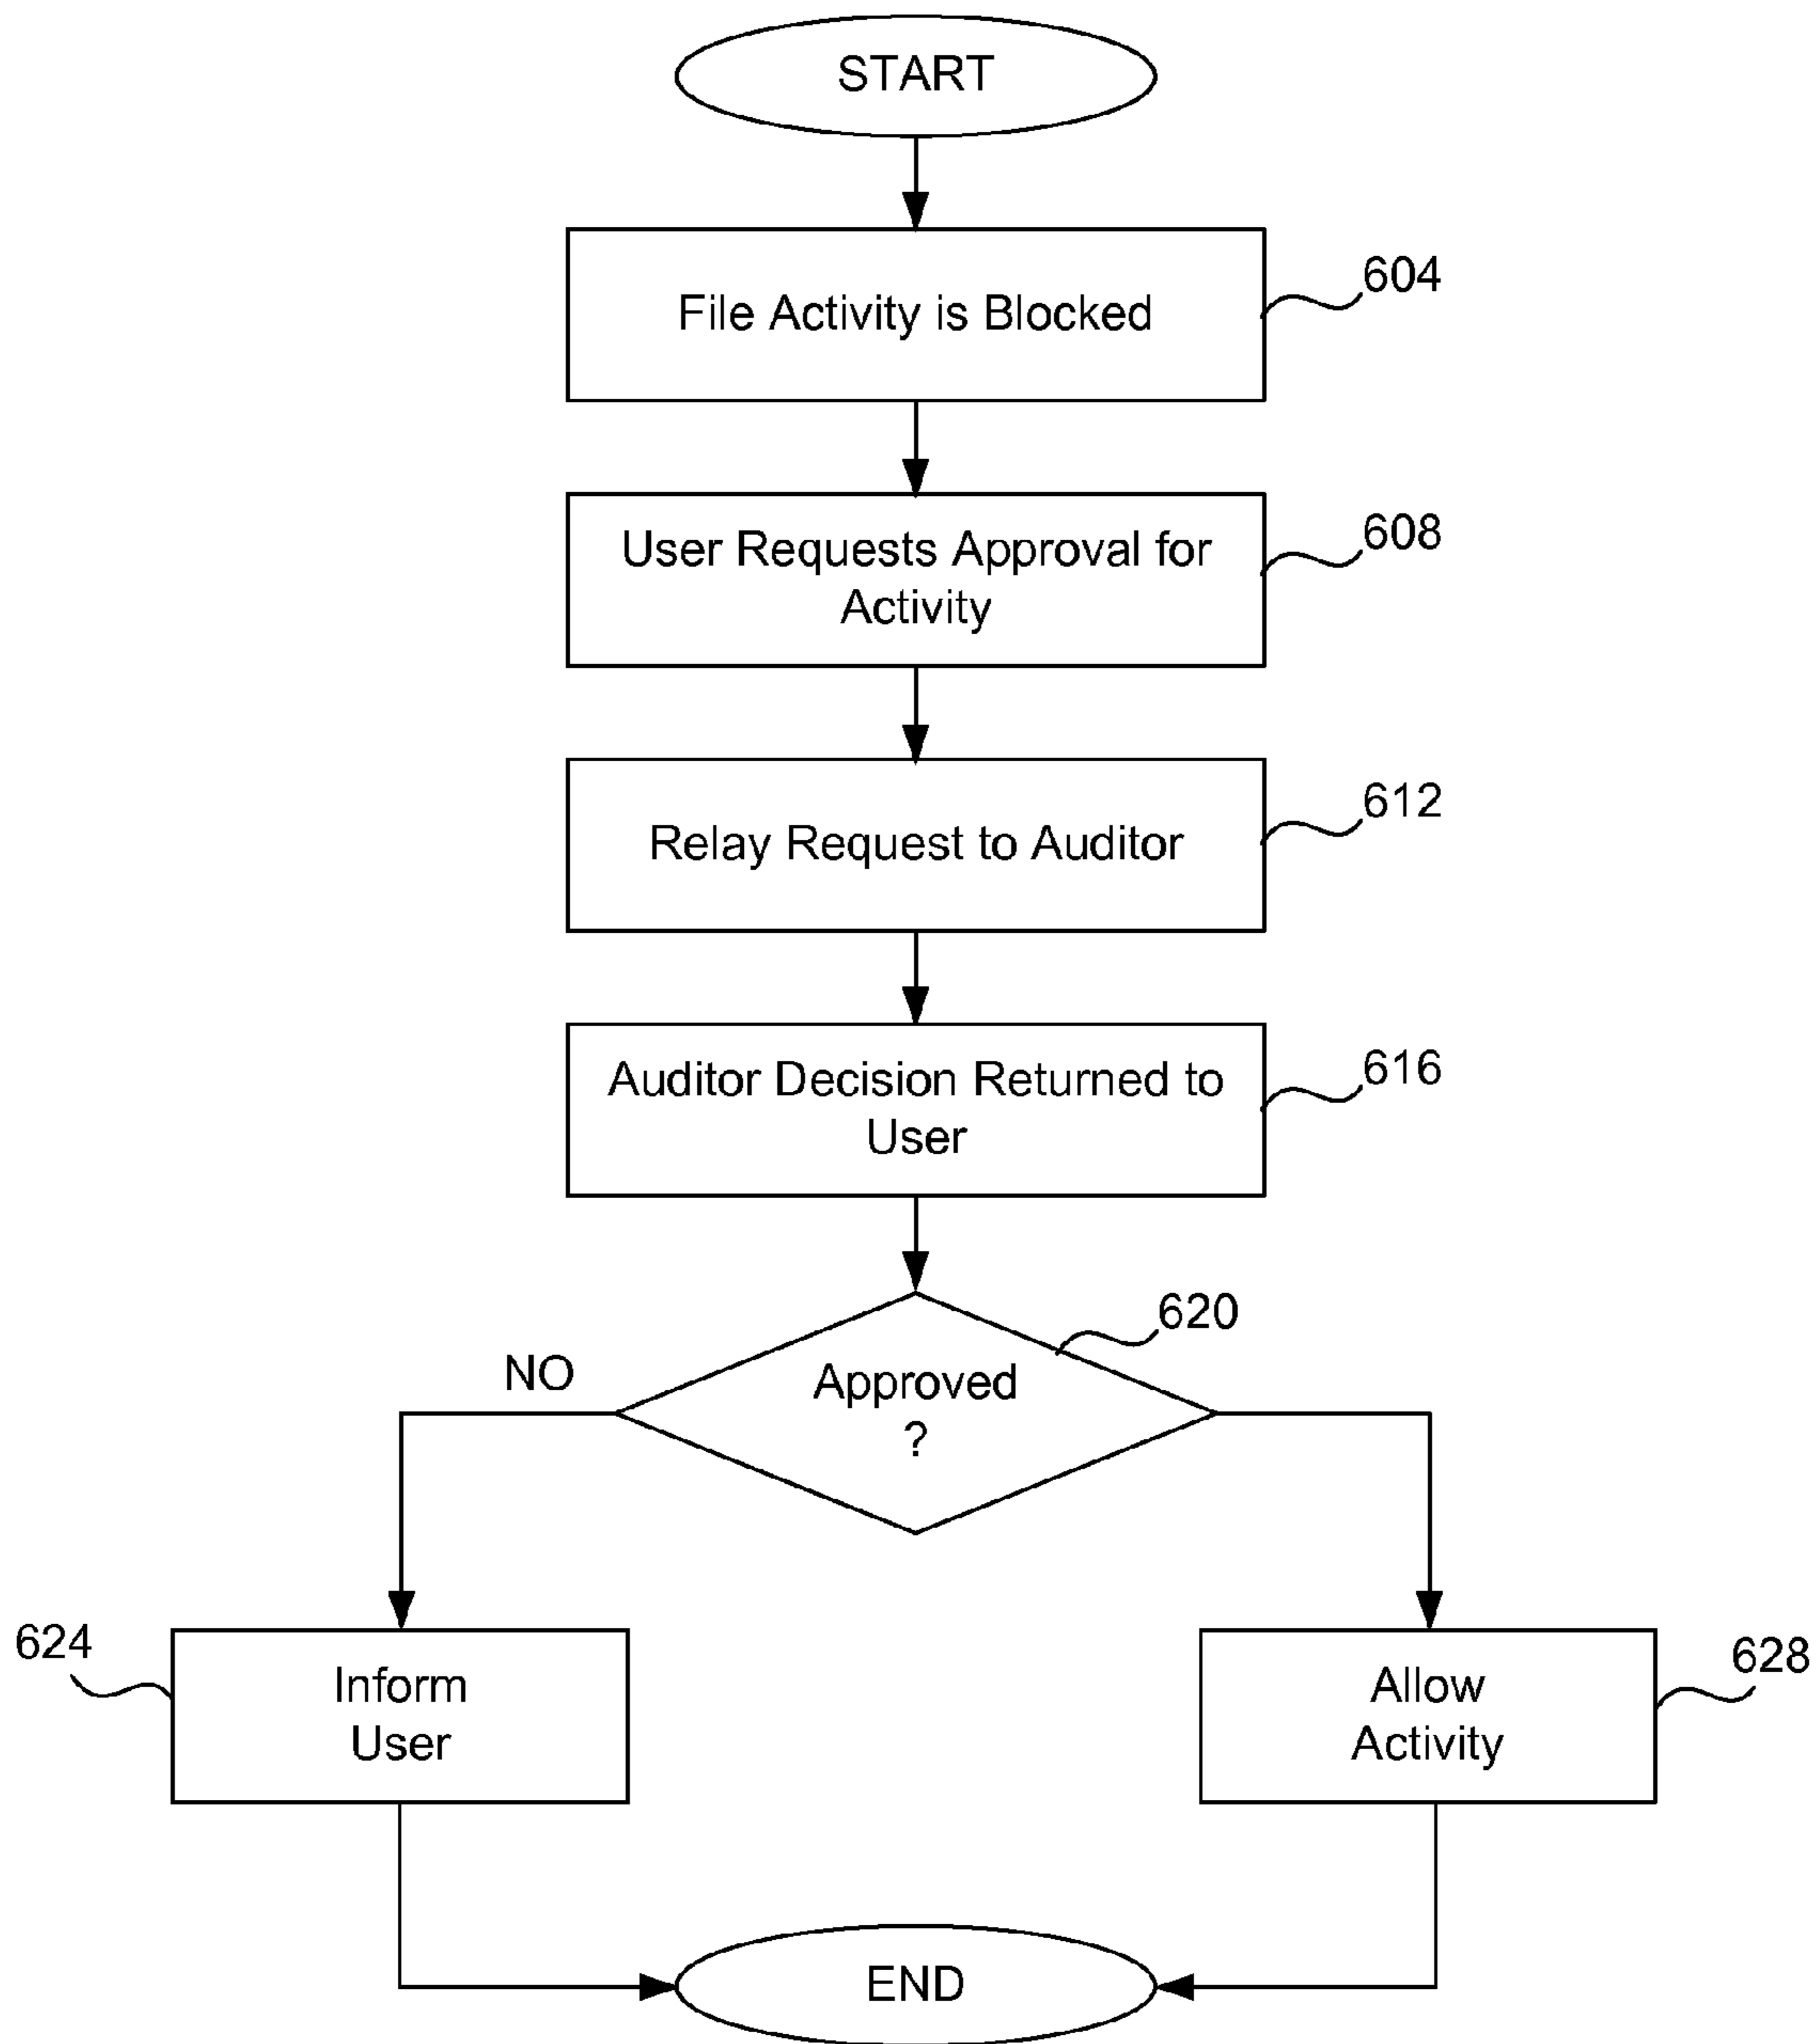 START
File Activity is Blocked
604
User Requests Approval for
Activity
608
Relay Request to Auditor
612
Auditor Decision Returned to
User
616
Approved
?
620
NO
624
Inform
User
Allow
Activity
628
END